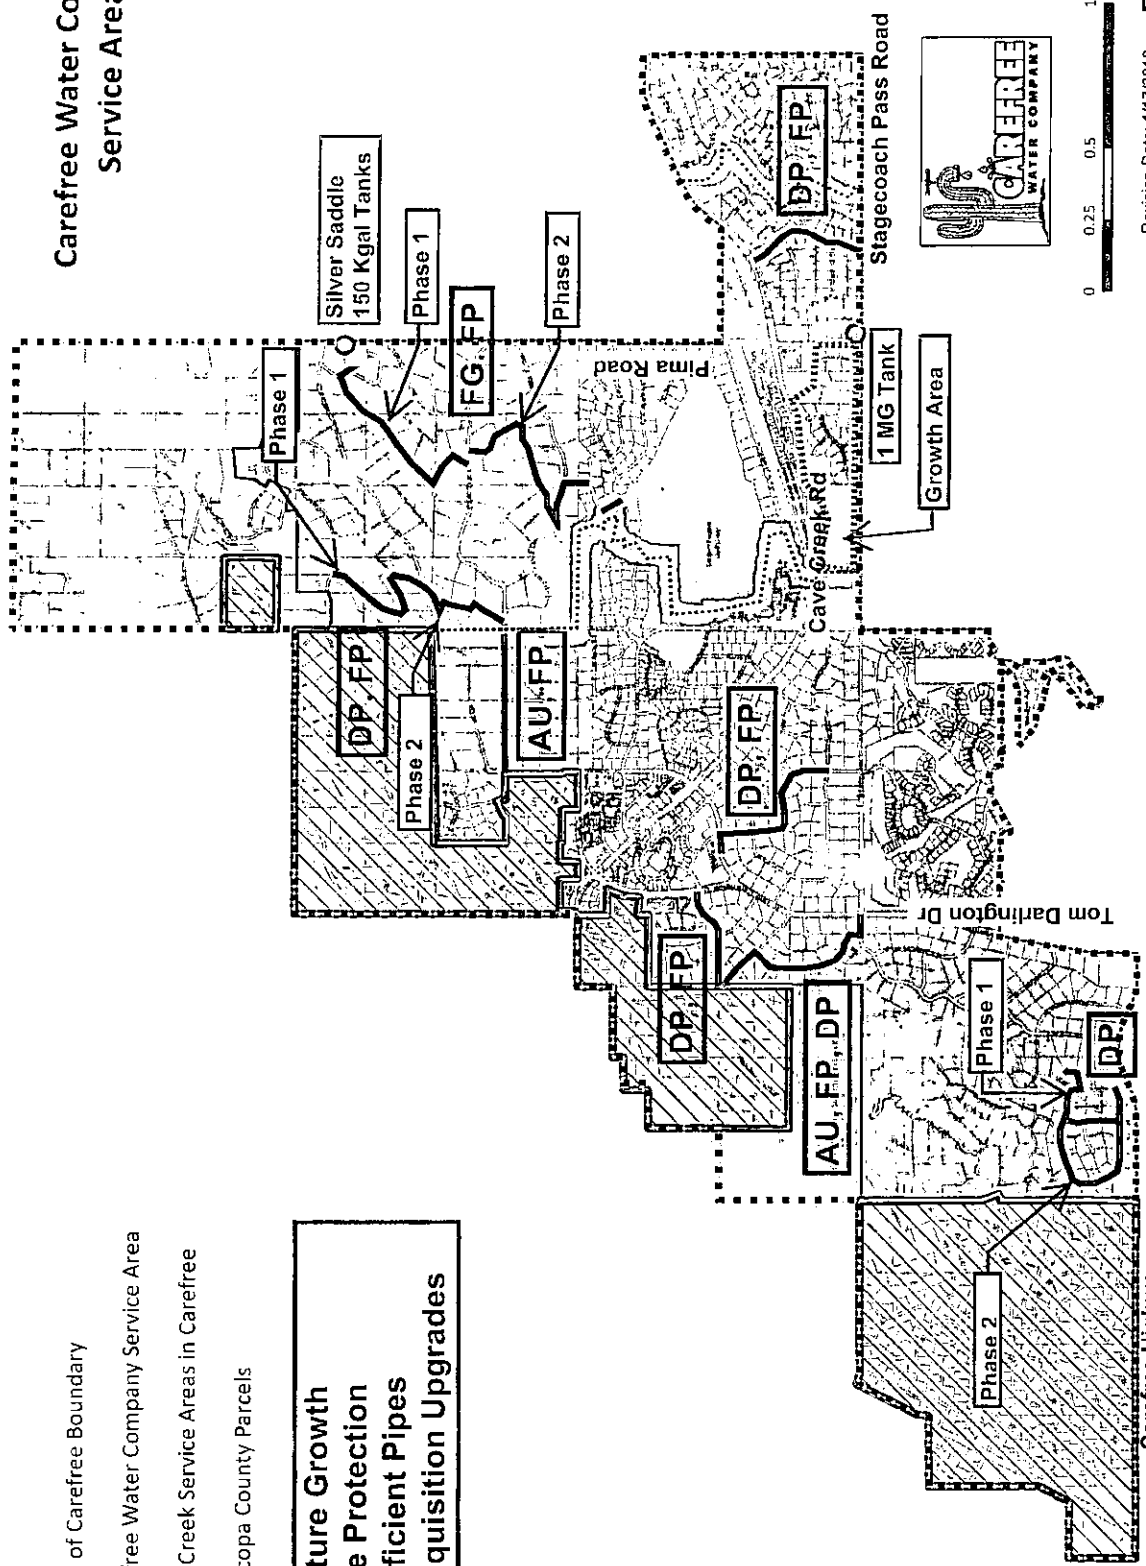 Carefree Water Co
Service Area
of Carefree Boundary
ree Water Company Service Area
Creek Service Areas in Carefree
copa County Parcels
ture Growth
e Protection
ficient Pipes
quisition Upgrades
Silver Saddle
150 Kgal Tanks
Phase 1
Phase 1
FG, FP
Phase 2
DP, FP
Phase 2
AU, FP
Pima Road
DP, FP
Stagecoach Pass Road
1 MG Tank
Growth Area
Cave Creek Rd
DP, FP
DP, FP
AU, FP, DP
Tom Darlington Dr
Phase 1
DP
Phase 2
CAREFREE
WATER COMPANY
0 0.25 0.5 1